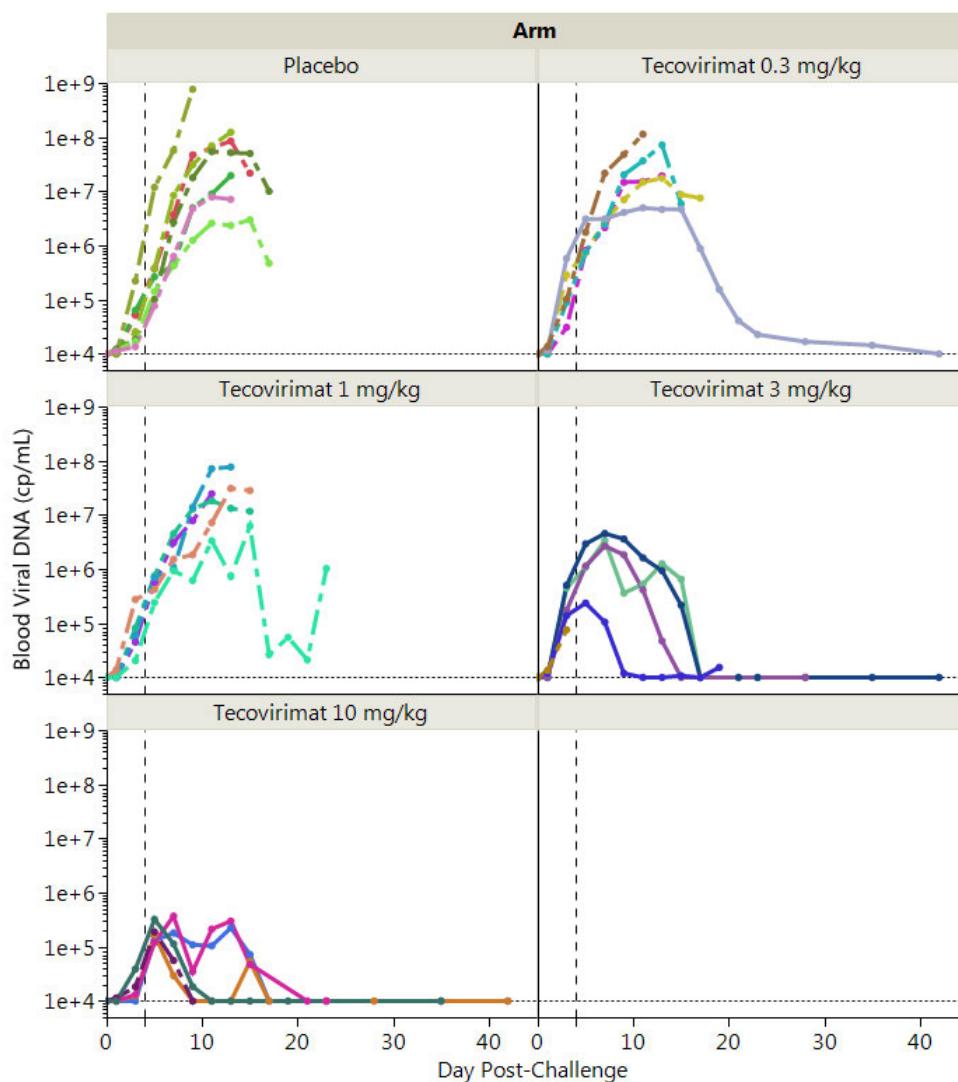 Arm
Placebo
Tecovirimat 0.3 mg/kg
1e+9
1e+8
1e+7
1e+6
1e+5
1e+4
Tecovirimat 1 mg/kg
Tecovirimat 3 mg/kg
1e+9
1e+8
1e+7
1e+6
1e+5
1e+4
Blood Viral DNA (cp/mL)
Tecovirimat 10 mg/kg
1e+9
1e+8
1e+7
1e+6
1e+5
1e+4
0 10 20 30 40 0 10 20 30 40
Day Post-Challenge